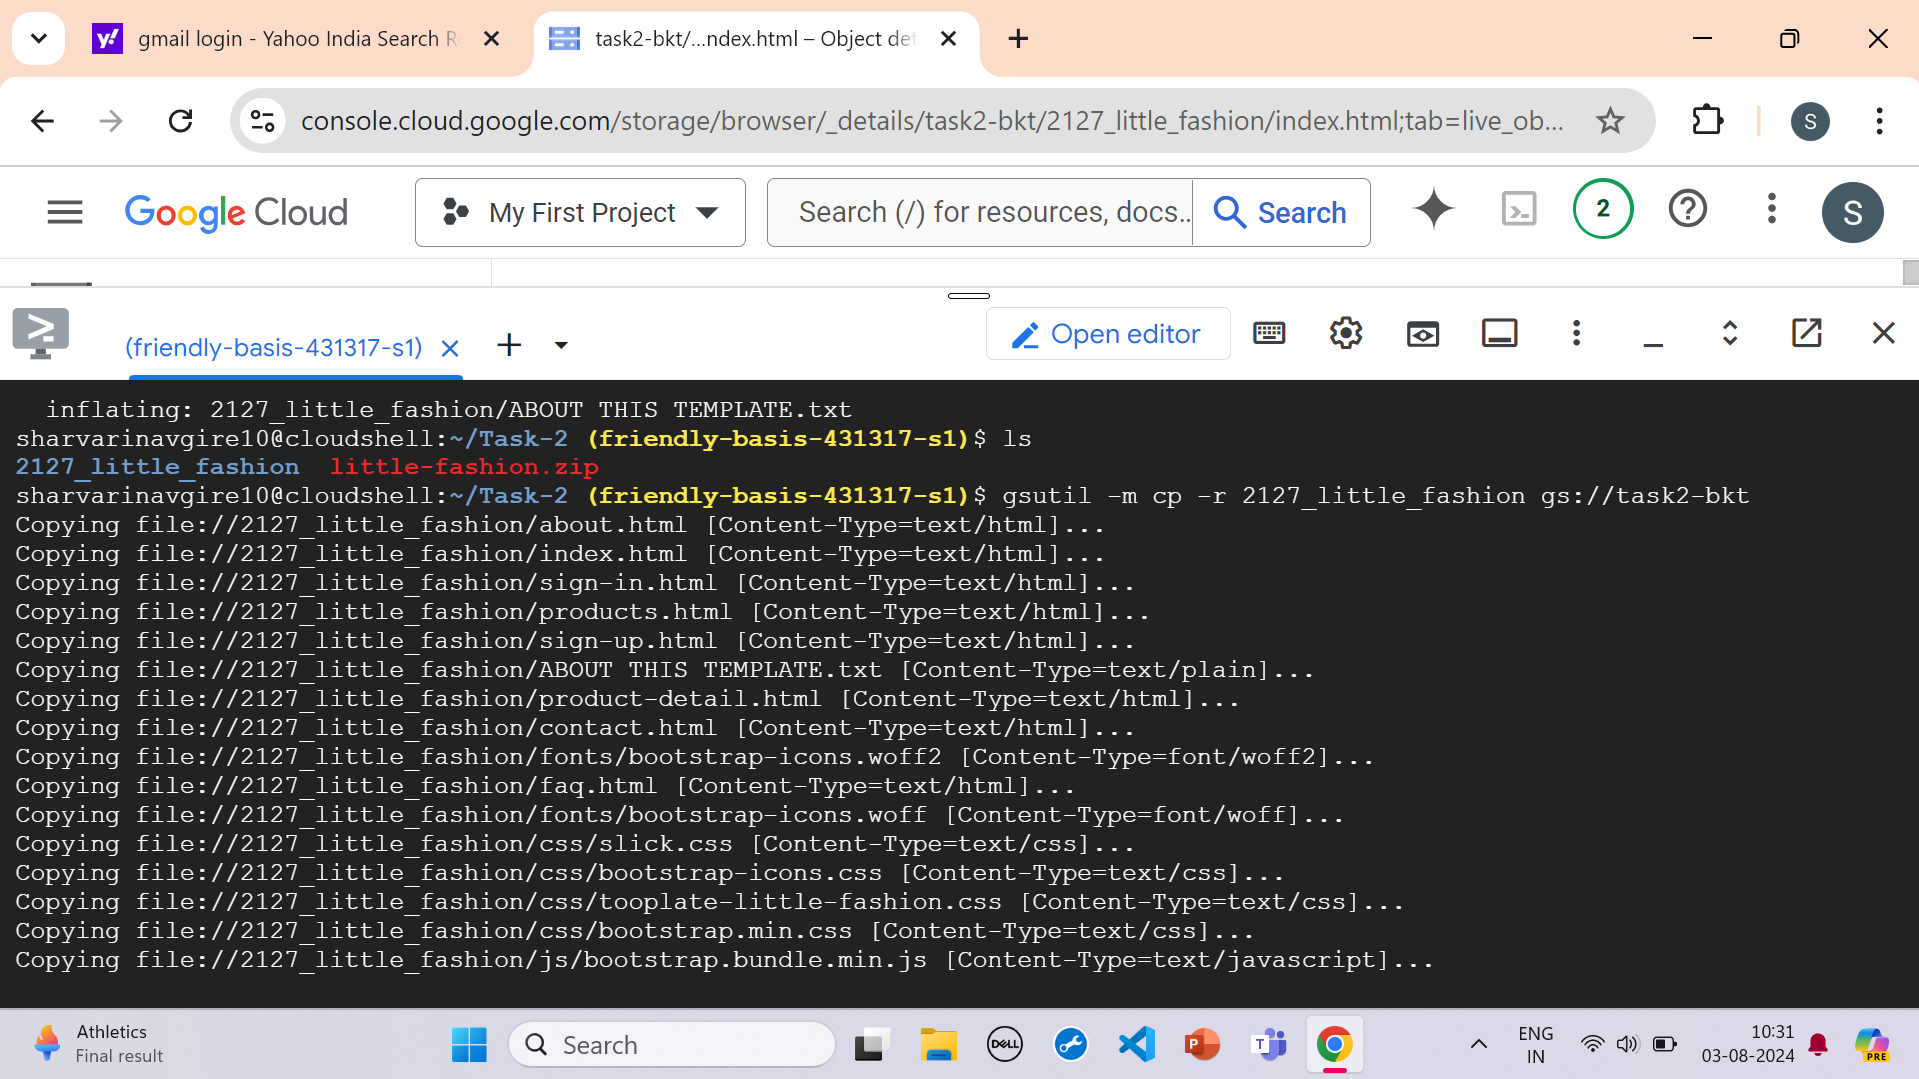 gmail login - Yahoo India Search R
task2-bkt/...ndex.html – Object det
console.cloud.google.com/storage/browser/_details/task2-bkt/2127_little_fashion/index.html;tab=live_ob...
S
Google Cloud
My First Project
Search (/) for resources, docs...
Search
2
S
(friendly-basis-431317-s1)
Open editor
inflating: 2127_little_fashion/ABOUT THIS TEMPLATE.txt
sharvarinavgire10@cloudshell:~/Task-2 (friendly-basis-431317-s1)$ ls
2127_little_fashion little-fashion.zip
sharvarinavgire10@cloudshell:~/Task-2 (friendly-basis-431317-s1)$ gsutil -m cp -r 2127_little_fashion gs://task2-bkt
Copying file://2127_little_fashion/about.html [Content-Type=text/html]...
Copying file://2127_little_fashion/index.html [Content-Type=text/html]...
Copying file://2127_little_fashion/sign-in.html [Content-Type=text/html]...
Copying file://2127_little_fashion/products.html [Content-Type=text/html]...
Copying file://2127_little_fashion/sign-up.html [Content-Type=text/html]...
Copying file://2127_little_fashion/ABOUT THIS TEMPLATE.txt [Content-Type=text/plain]...
Copying file://2127_little_fashion/product-detail.html [Content-Type=text/html]...
Copying file://2127_little_fashion/contact.html [Content-Type=text/html]...
Copying file://2127_little_fashion/fonts/bootstrap-icons.woff2 [Content-Type=font/woff2]...
Copying file://2127_little_fashion/faq.html [Content-Type=text/html]...
Copying file://2127_little_fashion/fonts/bootstrap-icons.woff [Content-Type=font/woff]...
Copying file://2127_little_fashion/css/slick.css [Content-Type=text/css]...
Copying file://2127_little_fashion/css/bootstrap-icons.css [Content-Type=text/css]...
Copying file://2127_little_fashion/css/tooplate-little-fashion.css [Content-Type=text/css]...
Copying file://2127_little_fashion/css/bootstrap.min.css [Content-Type=text/css]...
Copying file://2127_little_fashion/js/bootstrap.bundle.min.js [Content-Type=text/javascript]...
Athletics
Final result
Search
DELL
ENG
IN
10:31
03-08-2024
PRE